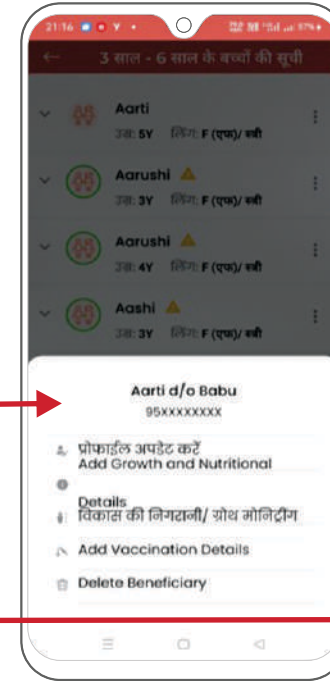 21:16
97%
3 साल - 6 साल के बच्चों की सूची
Aarti
उम्र: 5Y लिंग: F (एफ)/ स्त्री
Aarushi
उम्र: 3Y लिंग: F (एफ)/ स्त्री
Aarushi
उम्र: 4Y लिंग: F (एफ)/ स्त्री
Aashi
उम्र: 3Y लिंग: F (एफ)/ स्त्री
Aarti d/o Babu
95XXXXXXXX
प्रोफाईल अपडेट करें
Add Growth and Nutritional
Details
विकास की निगरानी/ ग्रोथ मोनिट्रींग
Add Vaccination Details
Delete Beneficiary